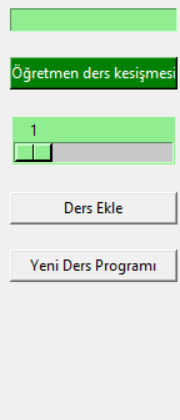 Öğretmen ders kesişmesi
1
Ders Ekle
Yeni Ders Programı